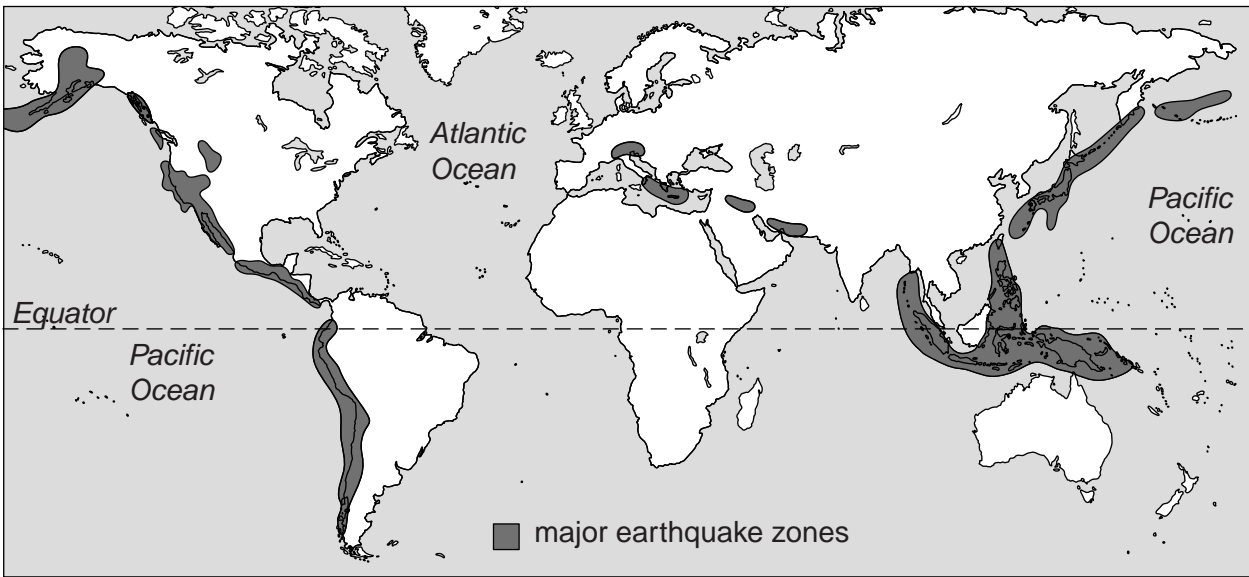 Atlantic
Ocean
Pacific
Ocean
Equator
Pacific
Ocean
major earthquake zones